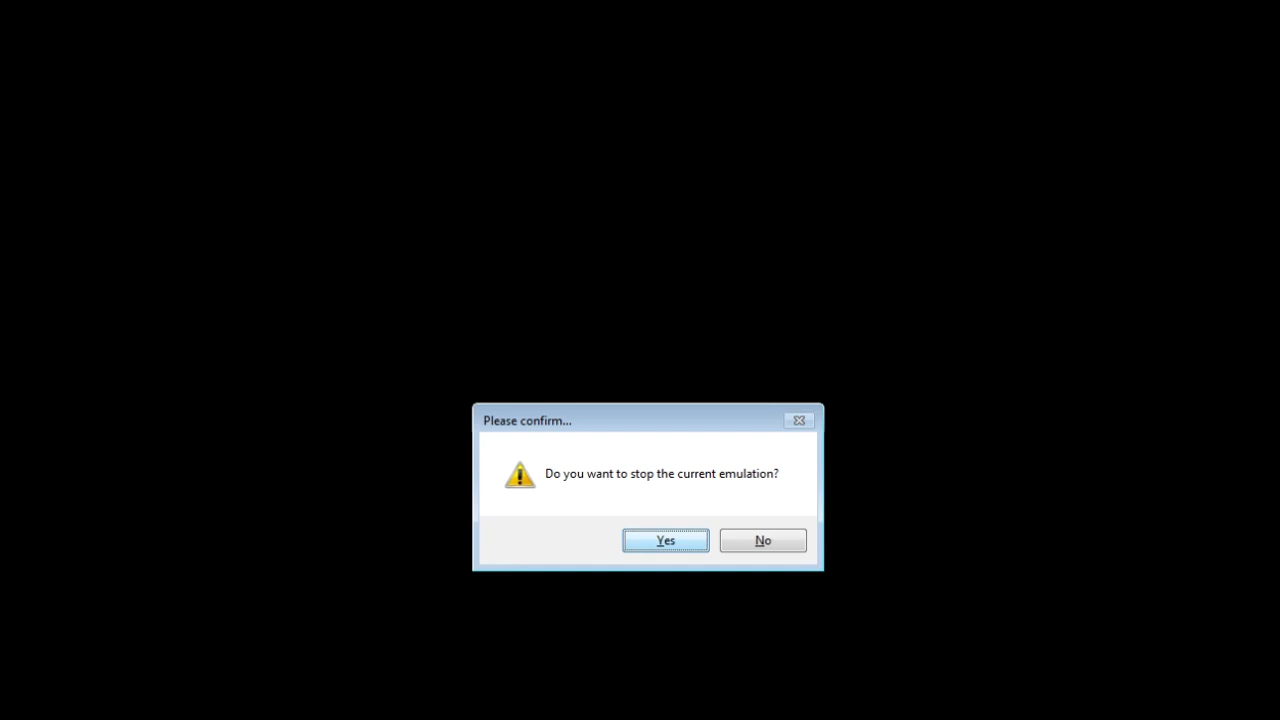 Please confirm...
Do you want to stop the current emulation?
Yes No